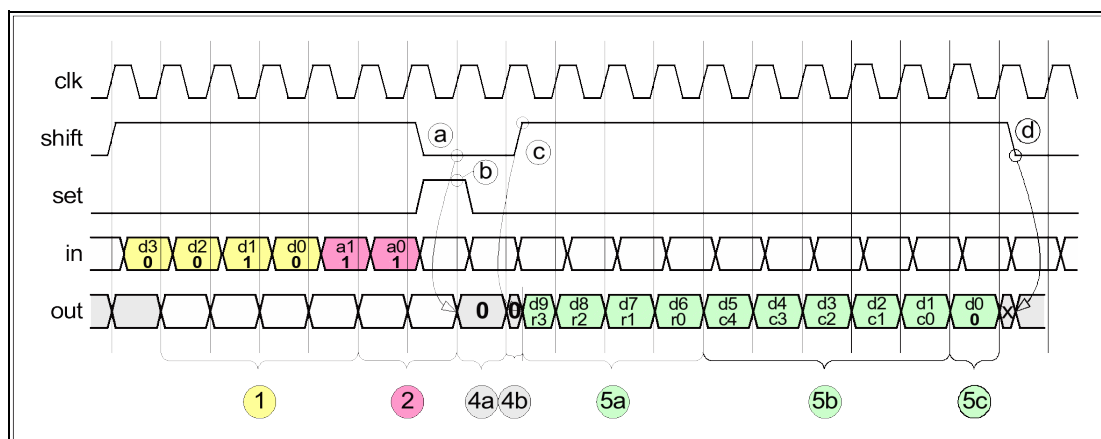 clk
shift
a
c
d
set
b
in
d3 d2 d1 d0 a1 a0
0 0 1 0 1 1
out
0 0
d9 d8 d7 d6 d5 d4 d3 d2 d1 d0
r3 r2 r1 r0 c4 c3 c2 c1 c0 0
x
1 2 4a 4b 5a 5b 5c